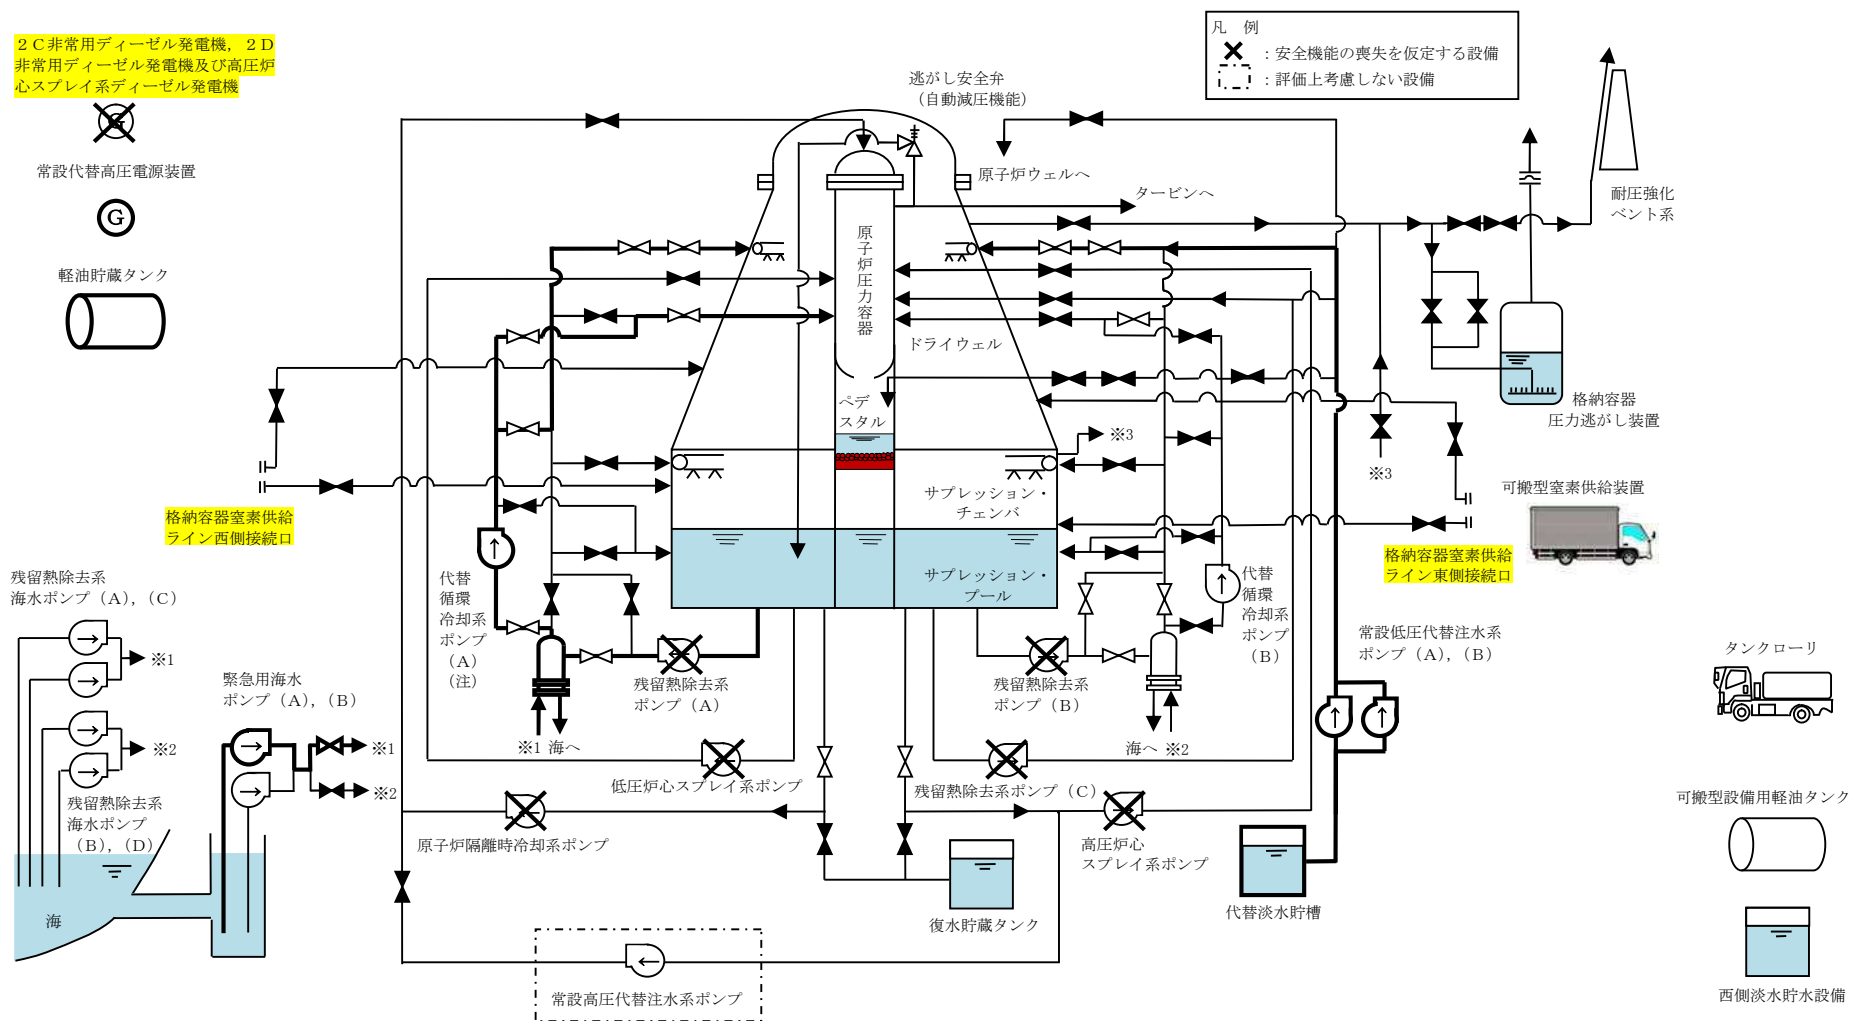 凡　例
：安全機能の喪失を仮定する設備
：評価上考慮しない設備
２Ｃ非常用ディーゼル発電機，２Ｄ
非常用ディーゼル発電機及び高圧炉
心スプレイ系ディーゼル発電機
G
常設代替高圧電源装置
G
軽油貯蔵タンク
逃がし安全弁
（自動減圧機能）
原子炉ウェルへ
タービンへ
耐圧強化
ベント系
原子炉圧力容器
ドライウェル
ペデ
スタル
格納容器
圧力逃がし装置
※3
※3
サプレッション・
チェンバ
サプレッション・
プール
可搬型窒素供給装置
格納容器窒素供給
ライン西側接続口
格納容器窒素供給
ライン東側接続口
残留熱除去系
海水ポンプ（A），（C）
※1
※2
残留熱除去系
海水ポンプ
（B），（D）
緊急用海水
ポンプ（A），（B）
※1
※2
海
代替
循環
冷却系
ポンプ
（A）
（注）
※1 海へ
残留熱除去系
ポンプ（A）
残留熱除去系
ポンプ（B）
海へ ※2
代替
循環
冷却系
ポンプ
（B）
常設低圧代替注水系
ポンプ（A），（B）
タンクローリ
低圧炉心スプレイ系ポンプ
残留熱除去系ポンプ（C）
原子炉隔離時冷却系ポンプ
高圧炉心
スプレイ系ポンプ
可搬型設備用軽油タンク
復水貯蔵タンク
代替淡水貯槽
常設高圧代替注水系ポンプ
西側淡水貯水設備